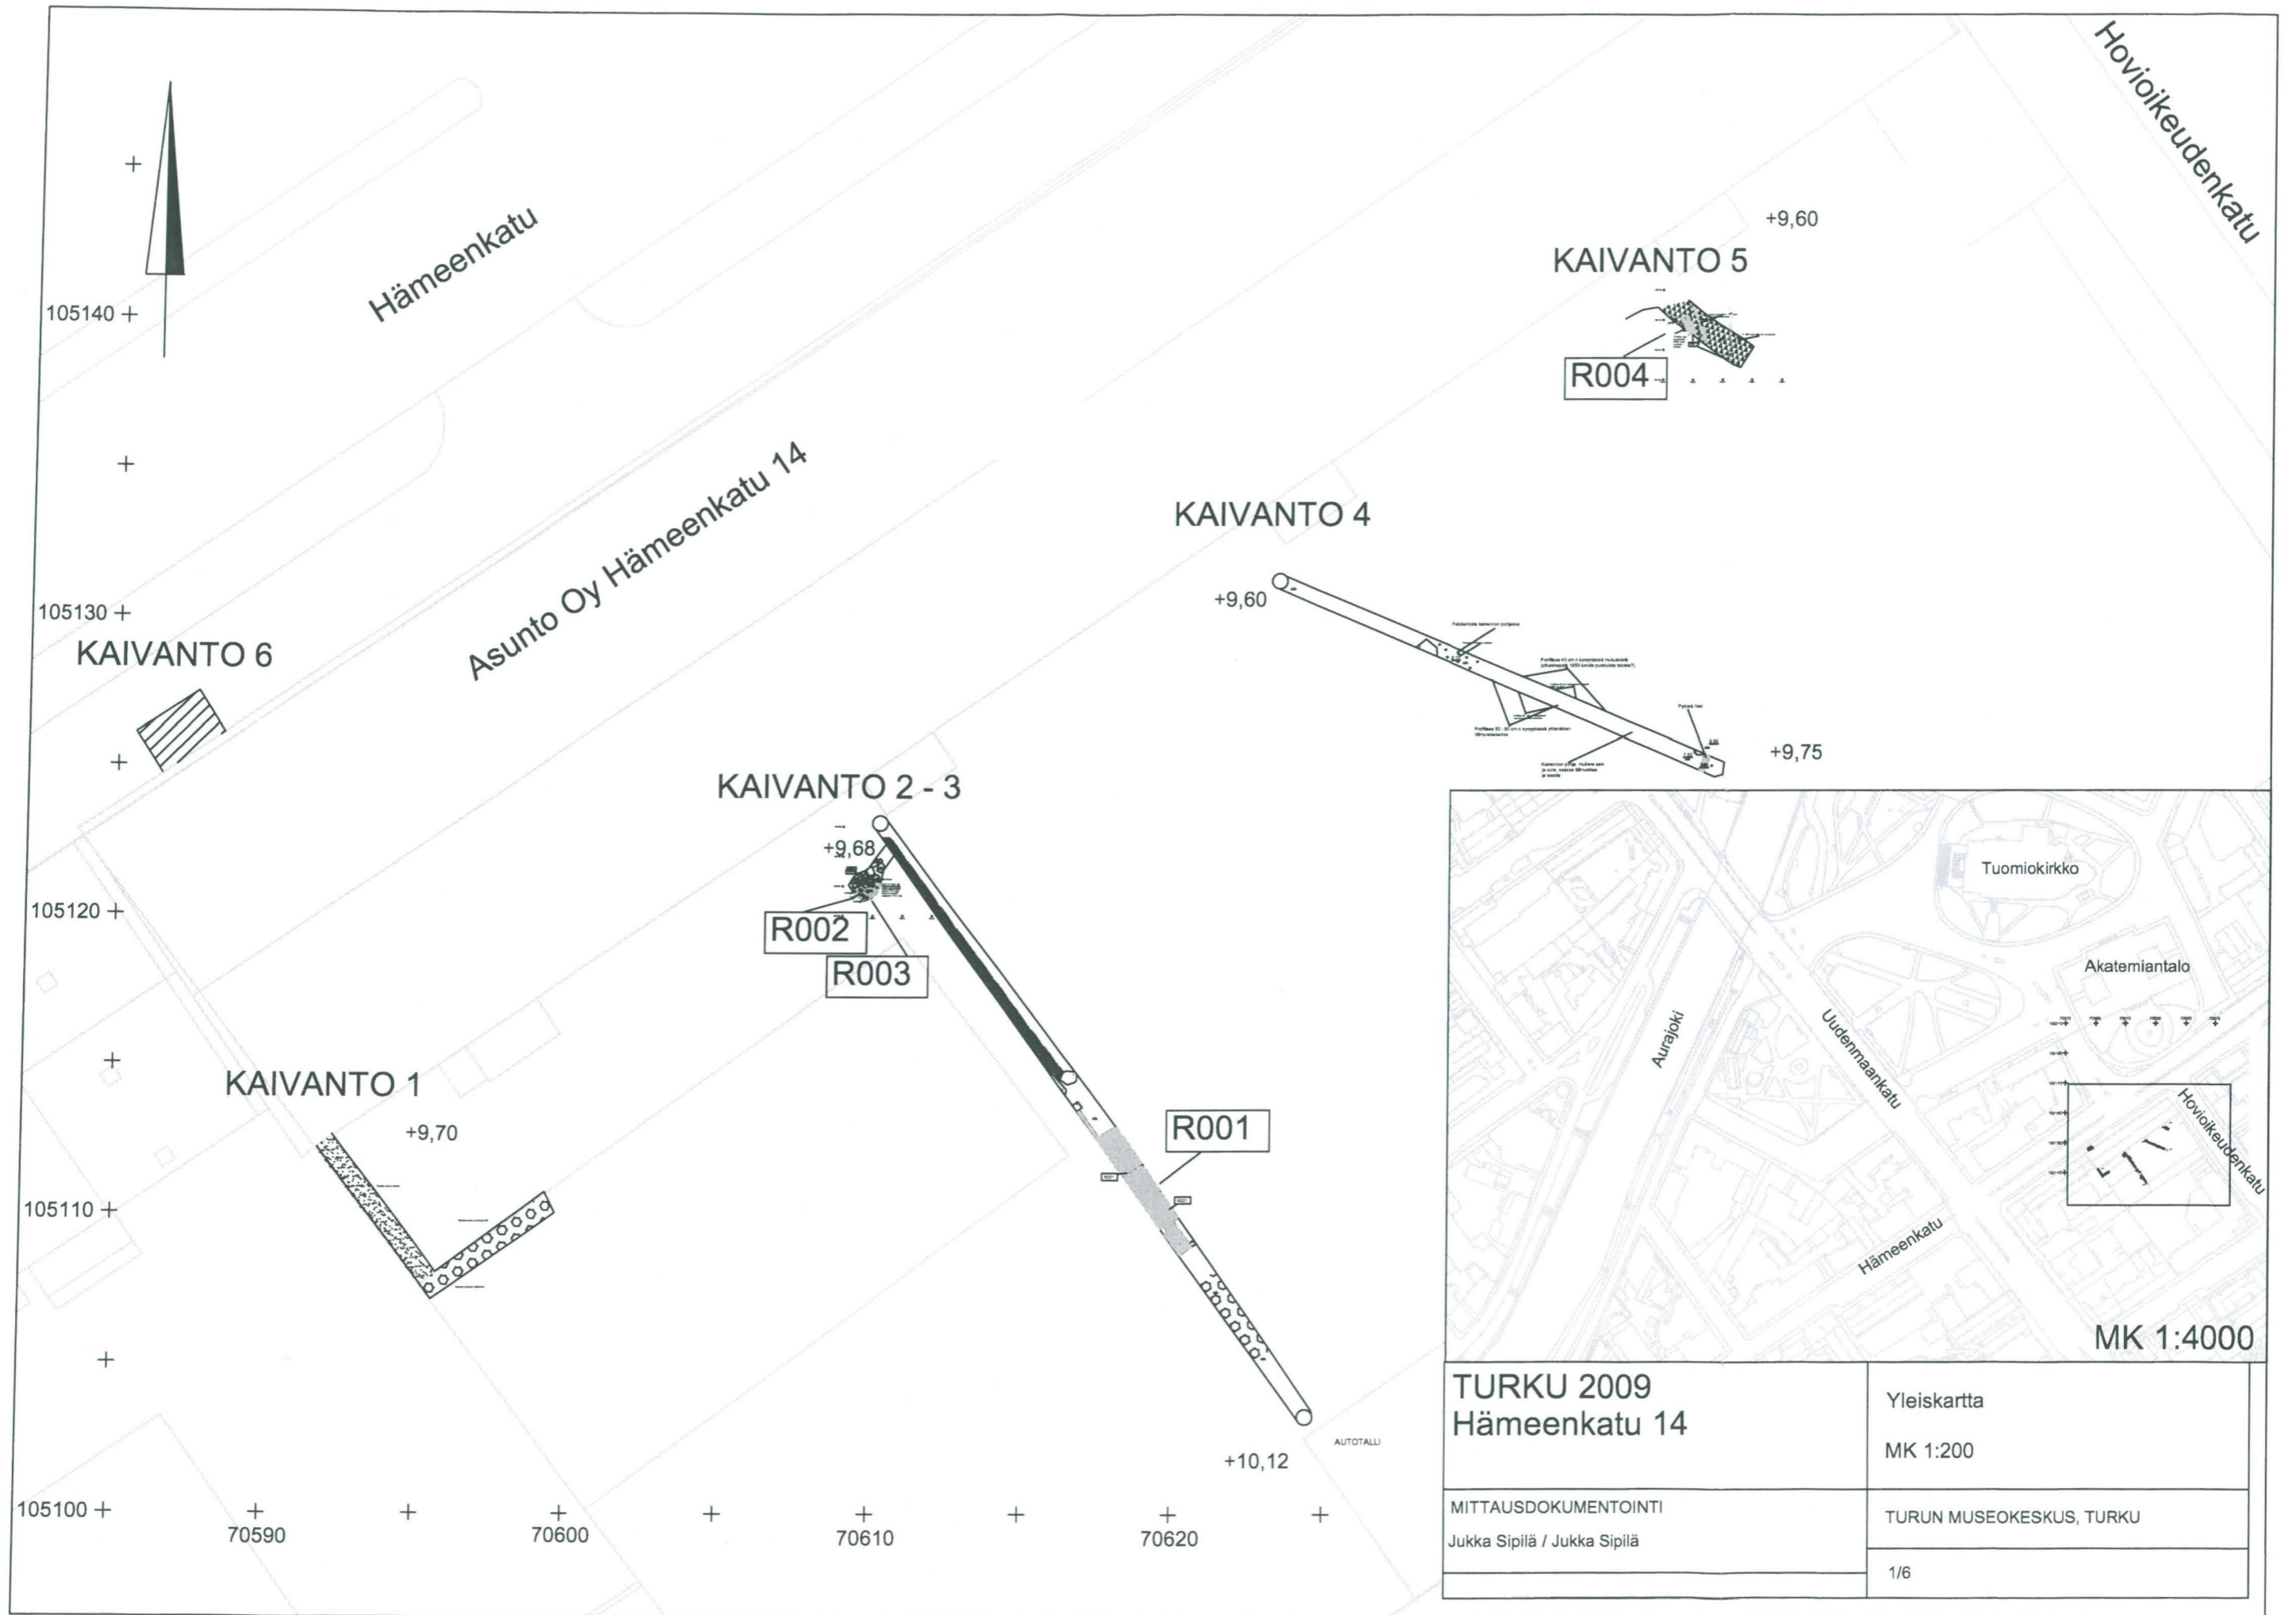 Hovioikeudenkatu
Hämeenkatu
Asunto Oy Hämeenkatu 14
105140
105130
105120
105110
105100
70590
70600
70610
70620
KAIVANTO 5
+9,60
R004
KAIVANTO 4
+9,60
+9,75
KAIVANTO 6
KAIVANTO 2 - 3
+9,68
R002
R003
R001
KAIVANTO 1
+9,70
+10,12
AUTOTALLI
Tuomiokirkko
Akatemiantalo
Aurajoki
Uudenmaankatu
Hovioikeudenkatu
Hämeenkatu
MK 1:4000
TURKU 2009
Hämeenkatu 14
Yleiskartta
MK 1:200
MITTAUSDOKUMENTOINTI
Jukka Sipilä / Jukka Sipilä
TURUN MUSEOKESKUS, TURKU
1/6